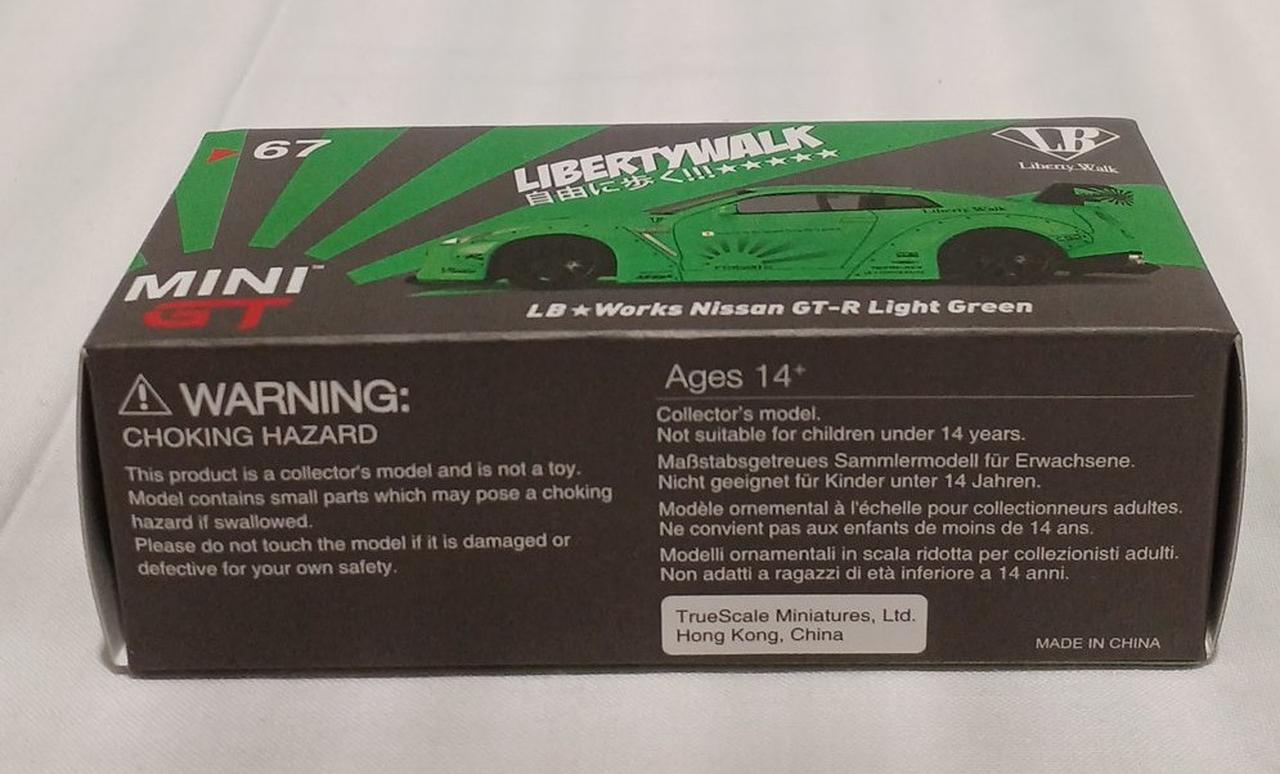 67
LIBERTYWALK
自由に歩く!!!★★★★★★
LB
Liberty Walk
Liberty Walk
MINI™
GT
LB★Works Nissan GT-R Light Green
WARNING:
CHOKING HAZARD
This product is a collector's model and is not a toy.
Model contains small parts which may pose a choking
hazard if swallowed.
Please do not touch the model if it is damaged or
defective for your own safety.
Ages 14+
Collector's model.
Not suitable for children under 14 years.
Maßstabsgetreues Sammlermodell für Erwachsene.
Nicht geeignet für Kinder unter 14 Jahren.
Modèle ornemental à l'échelle pour collectionneurs adultes.
Ne convient pas aux enfants de moins de 14 ans.
Modelli ornamentali in scala ridotta per collezionisti adulti.
Non adatti a ragazzi di età inferiore a 14 anni.
TrueScale Miniatures, Ltd.
Hong Kong, China
MADE IN CHINA